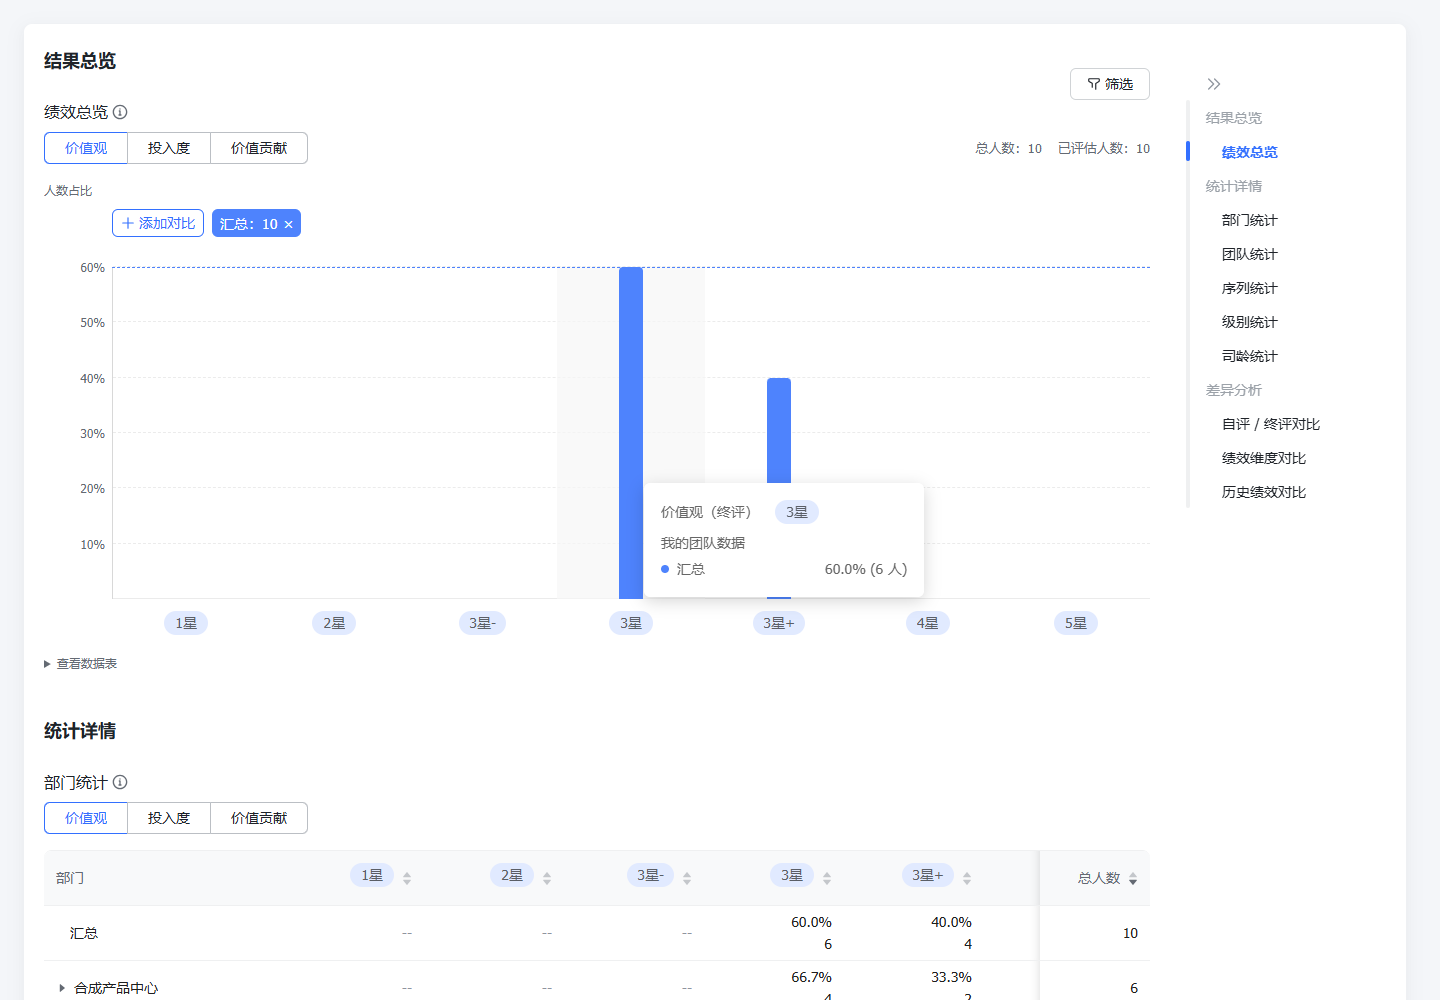 结果总览
筛选
绩效总览
价值观 投入度 价值贡献
总人数：10 已评估人数：10
人数占比
添加对比 汇总：10 ×
60%
50%
40%
30%
20%
10%
价值观（终评） 3星
我的团队数据
汇总 60.0% (6 人)
1星 2星 3星- 3星 3星+ 4星 5星
查看数据表
统计详情
部门统计
价值观 投入度 价值贡献
部门 1星 2星 3星- 3星 3星+ 总人数
汇总 -- -- -- 60.0% 40.0% 10
6 4
合成产品中心 -- -- -- 66.7% 33.3% 6
4 2
结果总览
绩效总览
统计详情
部门统计
团队统计
序列统计
级别统计
司龄统计
差异分析
自评 / 终评对比
绩效维度对比
历史绩效对比